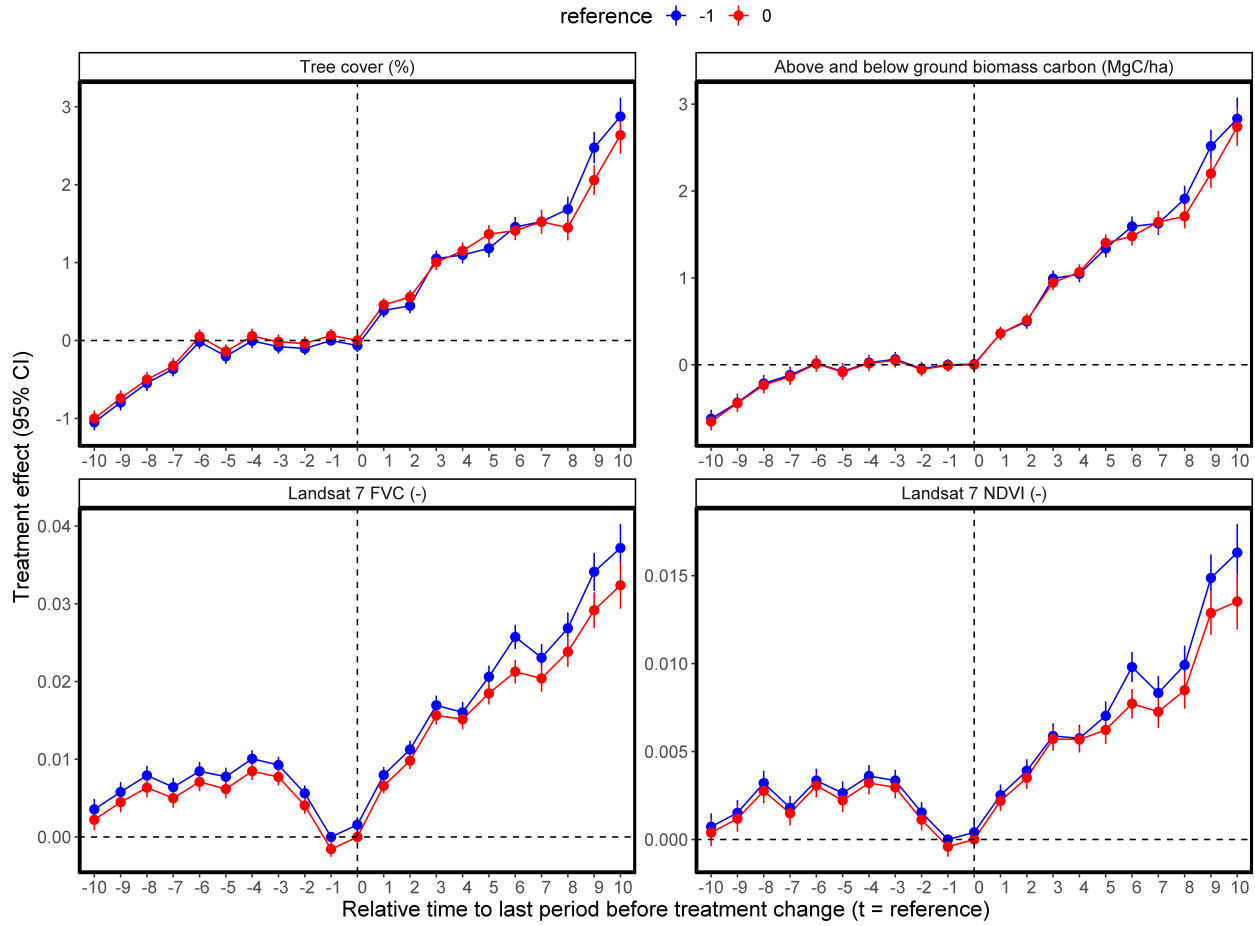 reference -1 0
Tree cover (%)
Above and below ground biomass carbon (MgC/ha)
3
2
1
0
-1
3
2
1
0
-10 -9 -8 -7 -6 -5 -4 -3 -2 -1 0 1 2 3 4 5 6 7 8 9 10
-10 -9 -8 -7 -6 -5 -4 -3 -2 -1 0 1 2 3 4 5 6 7 8 9 10
Treatment effect (95% CI)
Landsat 7 FVC (-)
Landsat 7 NDVI (-)
0.04
0.03
0.02
0.01
0.00
0.015
0.010
0.005
0.000
-10 -9 -8 -7 -6 -5 -4 -3 -2 -1 0 1 2 3 4 5 6 7 8 9 10
-10 -9 -8 -7 -6 -5 -4 -3 -2 -1 0 1 2 3 4 5 6 7 8 9 10
Relative time to last period before treatment change (t = reference)